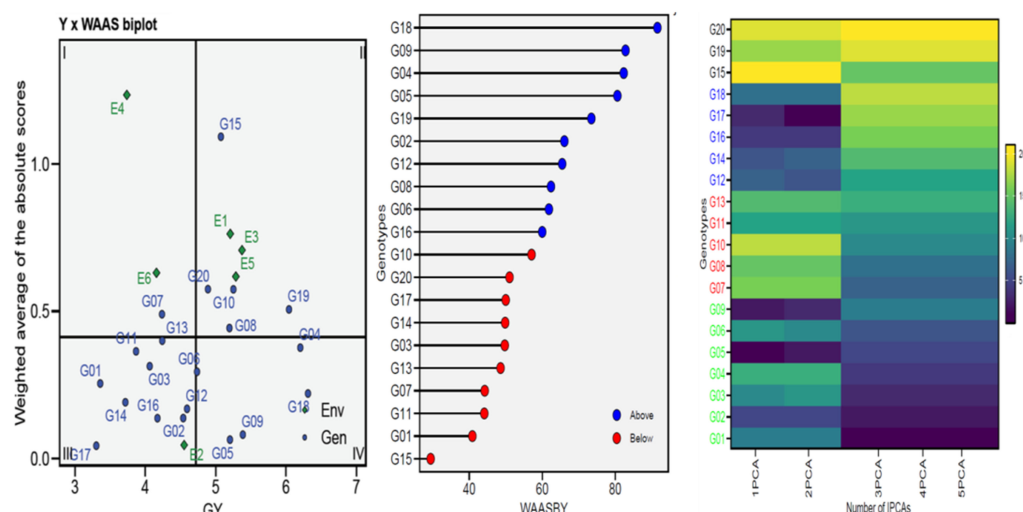 Y x WAAS biplot
Weighted average of the absolute scores
I
II
E4
G15
1.0
E1
E3
E5
E6
G20
G10
G19
0.5
G07
G13
G08
G04
G11
G06
G03
G01
G12
G14
G16
G18
Env
G02
G09
Gen
0.0
III
G17
E2
G05
IV
3
4
5
6
7
GY
G18
G09
G04
G05
G19
G02
G12
G08
G06
G16
G10
G20
G17
G14
G03
G13
G07
G11
G01
G15
Genotypes
Above
Below
40
60
80
WAASBY
G20
G19
G15
G18
G17
G16
G14
G12
G13
G11
G10
G08
G07
G09
G06
G05
G04
G03
G02
G01
Genotypes
1PCA
2PCA
3PCA
4PCA
5PCA
Number of IPCAs
2
1
1
5